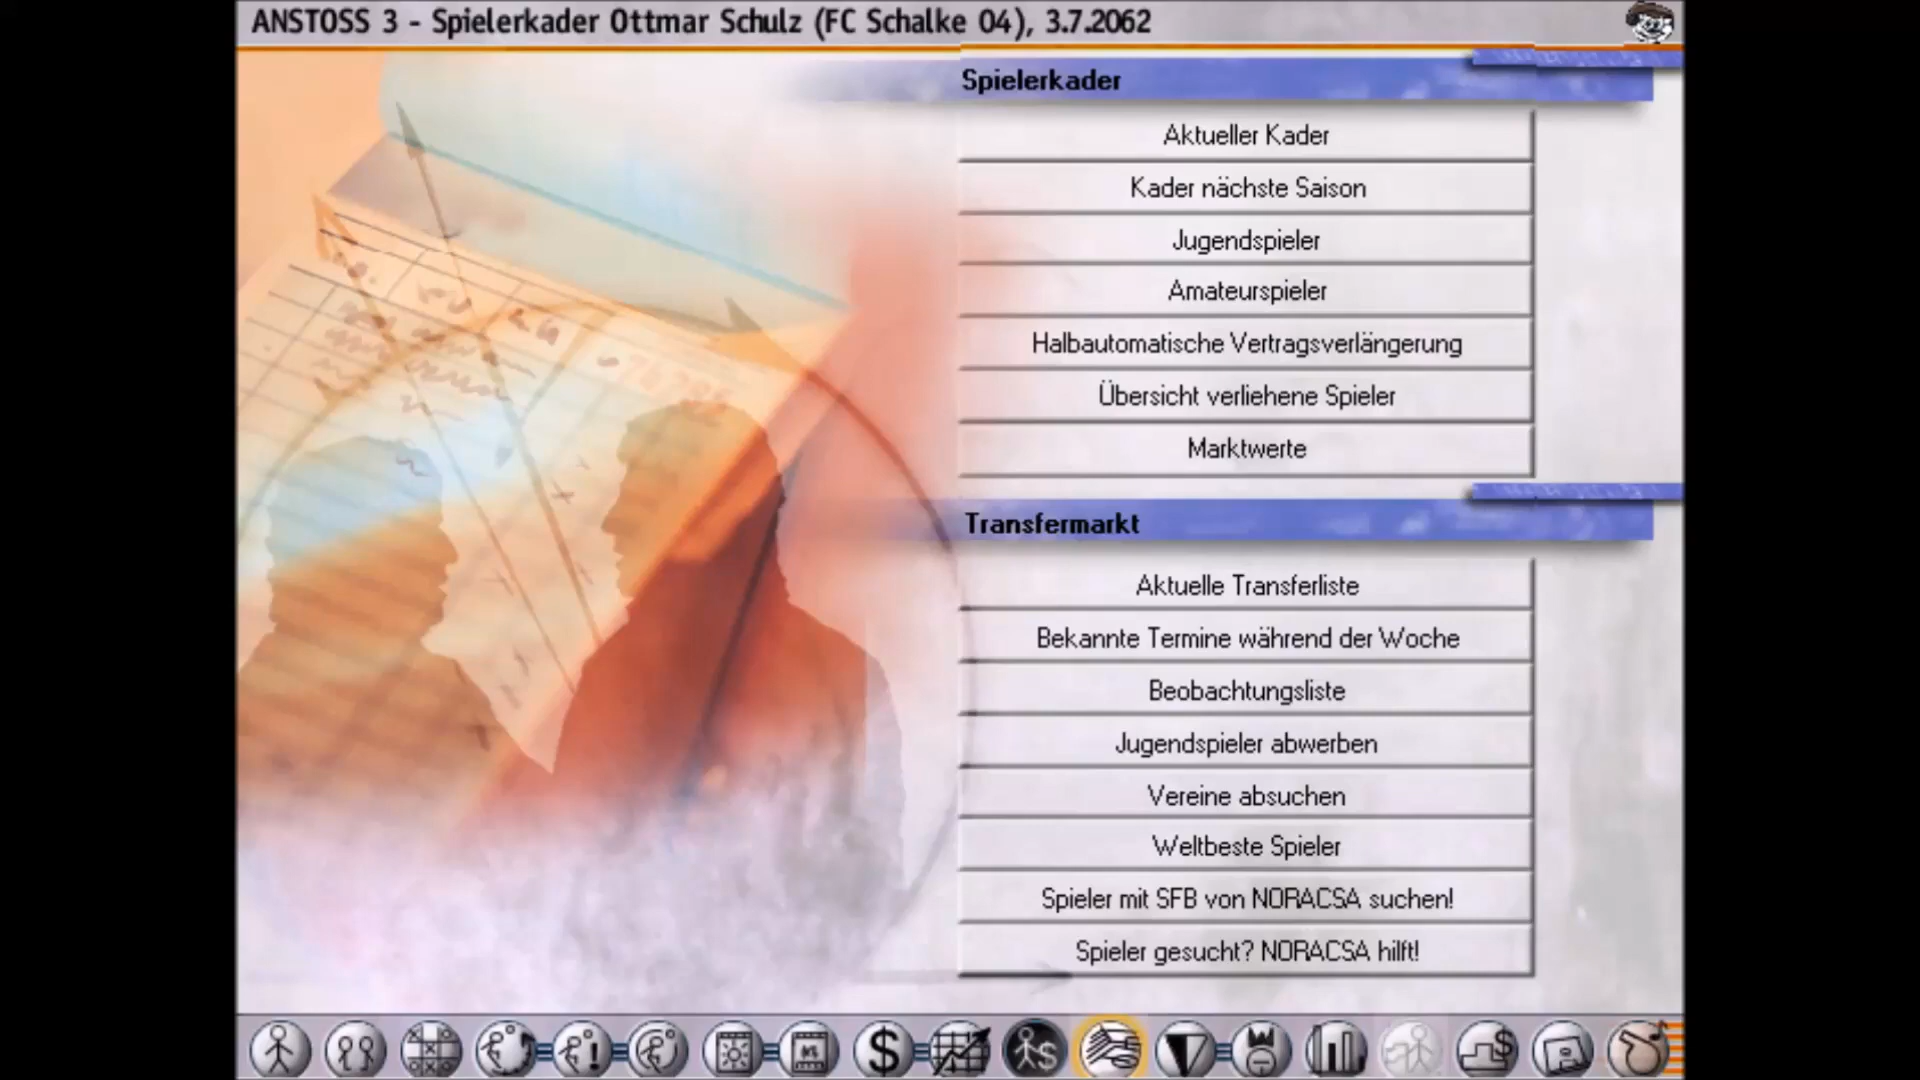 ANSTOSS 3 - Spielerkader Ottmar Schulz (FC Schalke 04), 3.7.2062
Spielerkader
Aktueller Kader
Kader nächste Saison
Jugendspieler
Amateurspieler
Halbautomatische Vertragsverlängerung
Übersicht verliehene Spieler
Marktwerte
Transfermarkt
Aktuelle Transferliste
Bekannte Termine während der Woche
Beobachtungsliste
Jugendspieler abwerben
Vereine absuchen
Weltbeste Spieler
Spieler mit SFB von NORACSA suchen!
Spieler gesucht? NORACSA hilft!